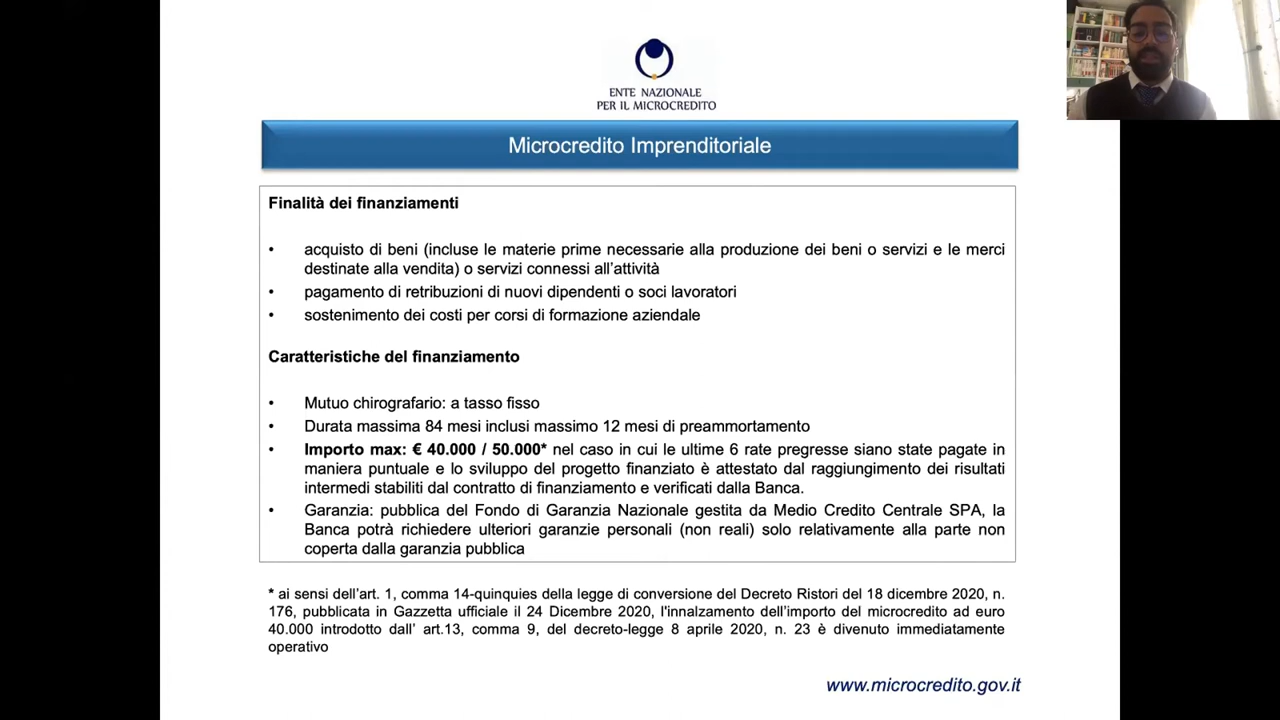 ENTE NAZIONALE
PER IL MICROCREDITO
Microcredito Imprenditoriale
Finalità dei finanziamenti
• acquisto di beni (incluse le materie prime necessarie alla produzione dei beni o servizi e le merci
destinate alla vendita) o servizi connessi all’attività
• pagamento di retribuzioni di nuovi dipendenti o soci lavoratori
• sostenimento dei costi per corsi di formazione aziendale
Caratteristiche del finanziamento
• Mutuo chirografario: a tasso fisso
• Durata massima 84 mesi inclusi massimo 12 mesi di preammortamento
• Importo max: € 40.000 / 50.000* nel caso in cui le ultime 6 rate pregresse siano state pagate in
maniera puntuale e lo sviluppo del progetto finanziato è attestato dal raggiungimento dei risultati
intermedi stabiliti dal contratto di finanziamento e verificati dalla Banca.
• Garanzia: pubblica del Fondo di Garanzia Nazionale gestita da Medio Credito Centrale SPA, la
Banca potrà richiedere ulteriori garanzie personali (non reali) solo relativamente alla parte non
coperta dalla garanzia pubblica
* ai sensi dell’art. 1, comma 14-quinquies della legge di conversione del Decreto Ristori del 18 dicembre 2020, n.
176, pubblicata in Gazzetta ufficiale il 24 Dicembre 2020, l'innalzamento dell’importo del microcredito ad euro
40.000 introdotto dall’ art.13, comma 9, del decreto-legge 8 aprile 2020, n. 23 è divenuto immediatamente
operativo
www.microcredito.gov.it